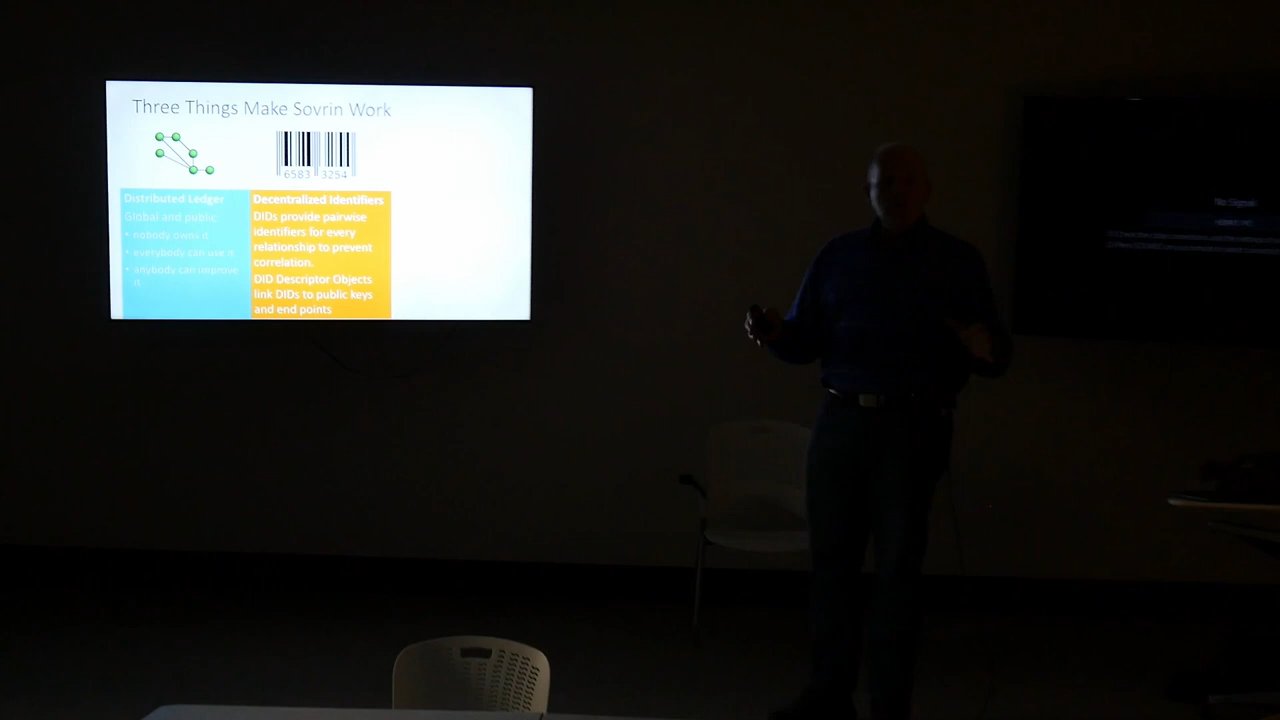 Three Things Make Sovrin Work
6583 3254
Distributed Ledger
Global and public:
• nobody owns it
• everybody can use it
• anybody can improve
it
Decentralized Identifiers
DIDs provide pairwise
identifiers for every
relationship to prevent
correlation.
DID Descriptor Objects
link DIDs to public keys
and end points
No Signal